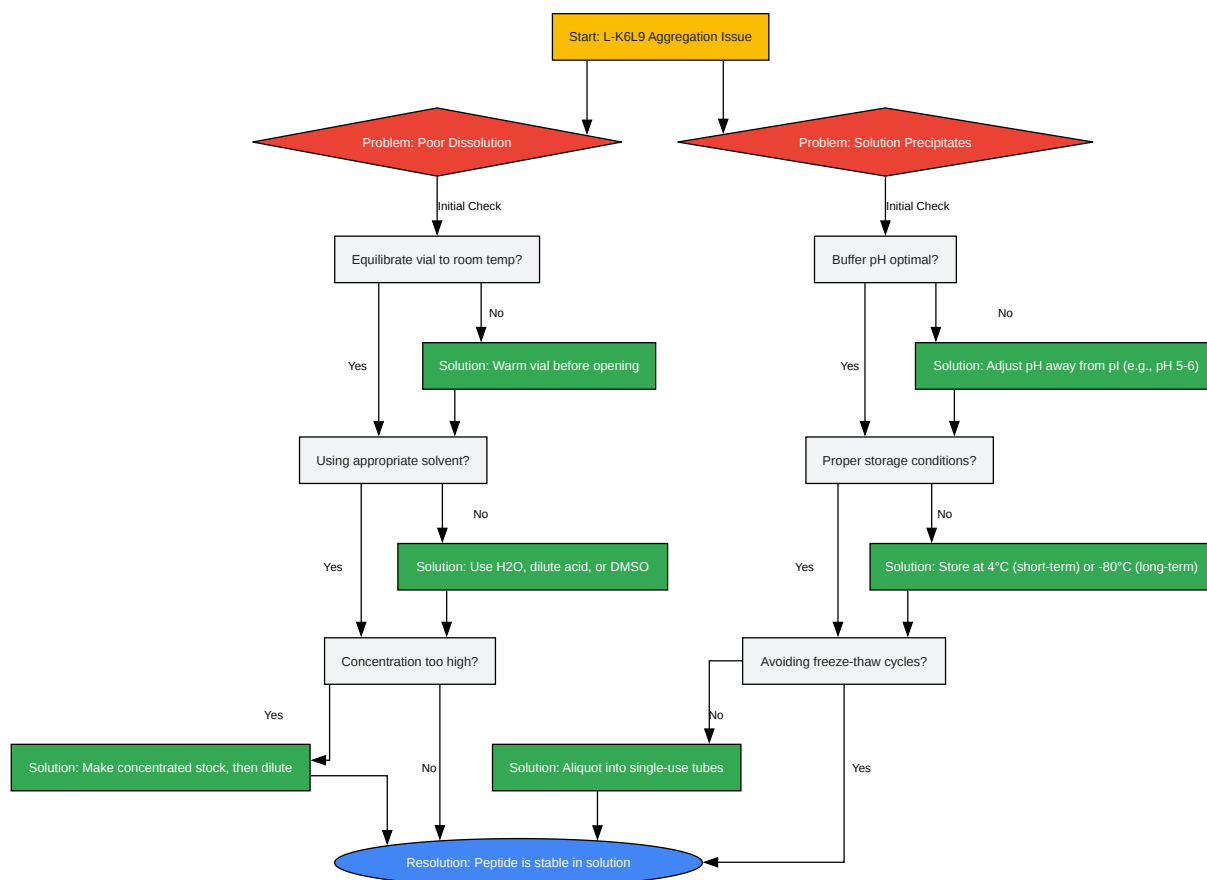 Start: L-K6L9 Aggregation Issue
Problem: Poor Dissolution
Problem: Solution Precipitates
Initial Check
Initial Check
Equilibrate vial to room temp?
Buffer pH optimal?
No
No
Yes
Solution: Warm vial before opening
Yes
Solution: Adjust pH away from pI (e.g., pH 5-6)
Using appropriate solvent?
Proper storage conditions?
No
No
Yes
Solution: Use H2O, dilute acid, or DMSO
Yes
Solution: Store at 4°C (short-term) or -80°C (long-term)
Concentration too high?
Avoiding freeze-thaw cycles?
Yes
No
Solution: Make concentrated stock, then dilute
No
Solution: Aliquot into single-use tubes
Yes
Resolution: Peptide is stable in solution